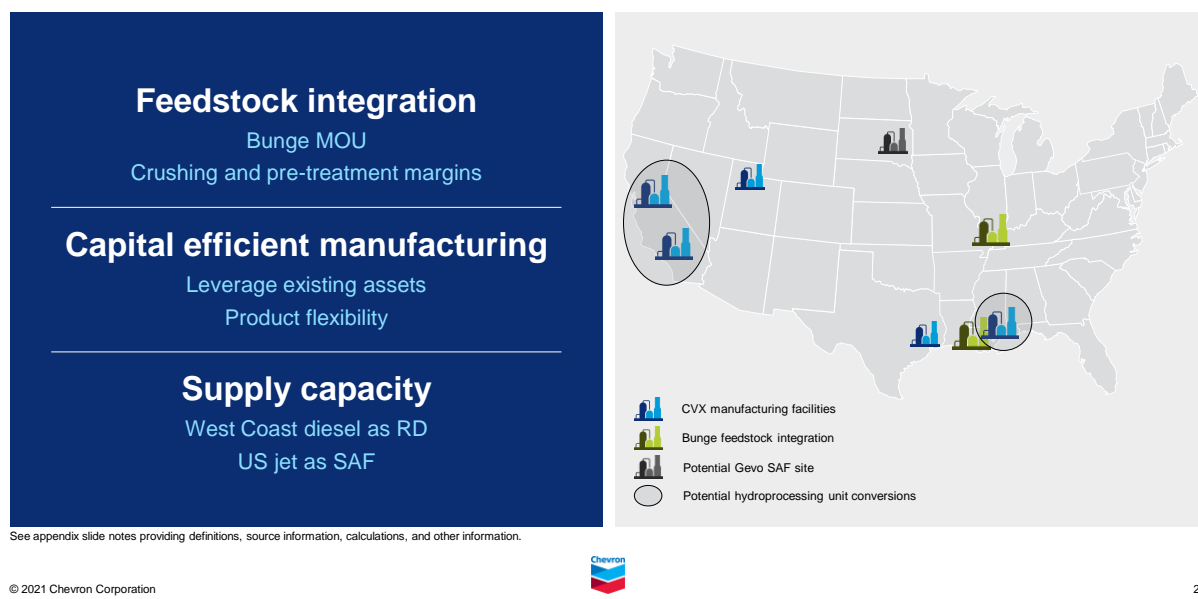 Feedstock integration
Bunge MOU
Crushing and pre-treatment margins
Capital efficient manufacturing
Leverage existing assets
Product flexibility
Supply capacity
West Coast diesel as RD
US jet as SAF
CVX manufacturing facilities
Bunge feedstock integration
Potential Gevo SAF site
Potential hydroprocessing unit conversions
See appendix slide notes providing definitions, source information, calculations, and other information.
Chevron
© 2021 Chevron Corporation
2